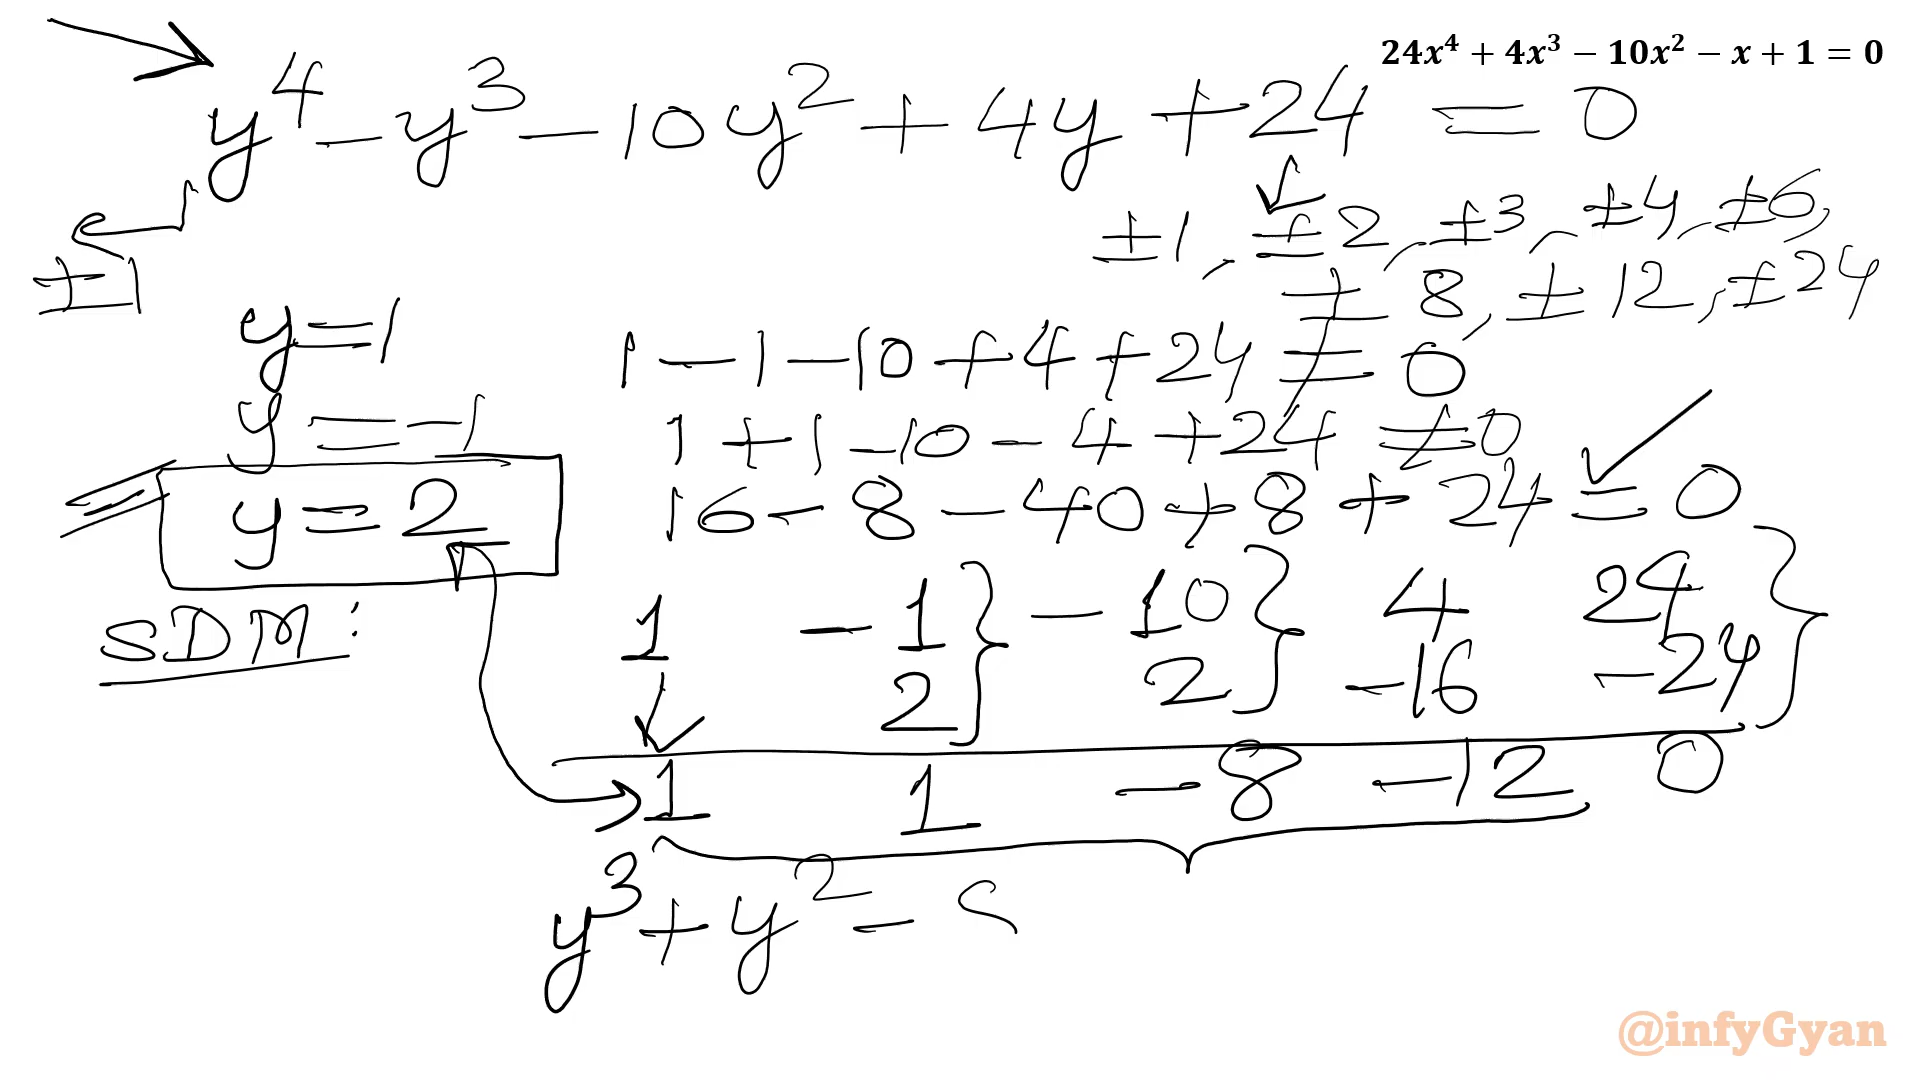 24x⁴ + 4x³ − 10x² − x + 1 = 0
y⁴ − y³ − 10y² + 4y + 24 = 0
±1, ±2, ±3, ±4, ±6,
±8, ±12, ±24
±1
y = 1 1 − 1 − 10 + 4 + 24 ≠ 0
y = −1 1 + 1 − 10 − 4 + 24 ≠ 0
y = 2 16 − 8 − 40 + 8 + 24 = 0
SDM: 1 −1 −10 4 24
2 2 −16 −24
1 1 −8 −12 0
y³ + y² −
@infyGyan